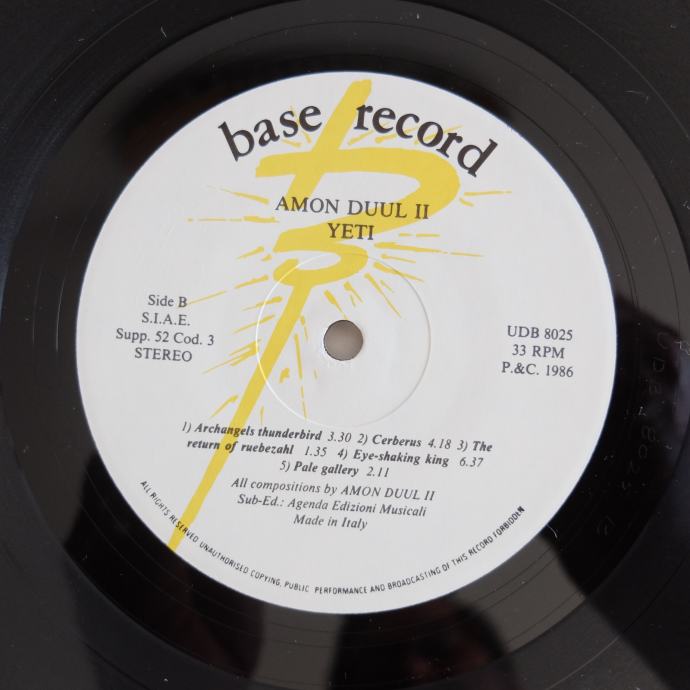 base record
AMON DUUL II
YETI
Side B
S.I.A.E.
Supp. 52 Cod. 3
STEREO
UDB 8025
33 RPM
P.&C. 1986
1) Archangels thunderbird 3.30 2) Cerberus 4.18 3) The
return of ruebezahl 1.35 4) Eye-shaking king 6.37
5) Pale gallery 2.11
All compositions by AMON DUUL II
Sub-Ed.: Agenda Edizioni Musicali
Made in Italy
ALL RIGHTS RESERVED UNAUTHORISED COPYING, PUBLIC PERFORMANCE AND BROADCASTING OF THIS RECORD FORBIDDEN
UDB 8025